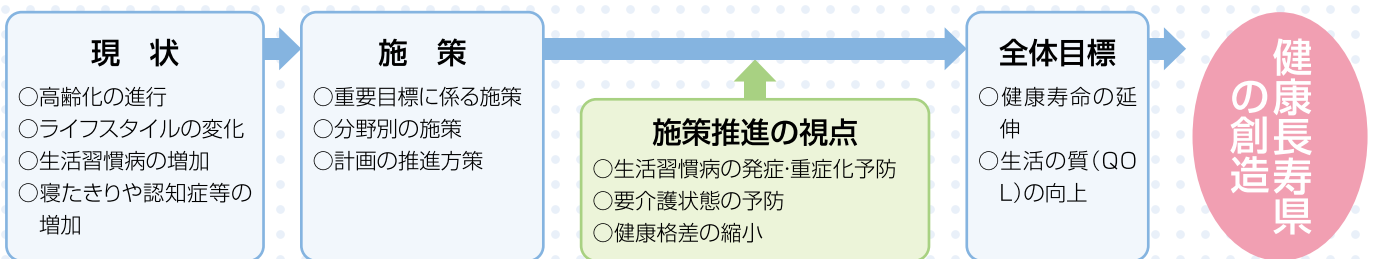 現　状
○高齢化の進行
○ライフスタイルの変化
○生活習慣病の増加
○寝たきりや認知症等の
増加
施　策
○重要目標に係る施策
○分野別の施策
○計画の推進方策
施策推進の視点
○生活習慣病の発症・重症化予防
○要介護状態の予防
○健康格差の縮小
全体目標
○健康寿命の延
伸
○生活の質（QO
L）の向上
健康長寿県
の創造